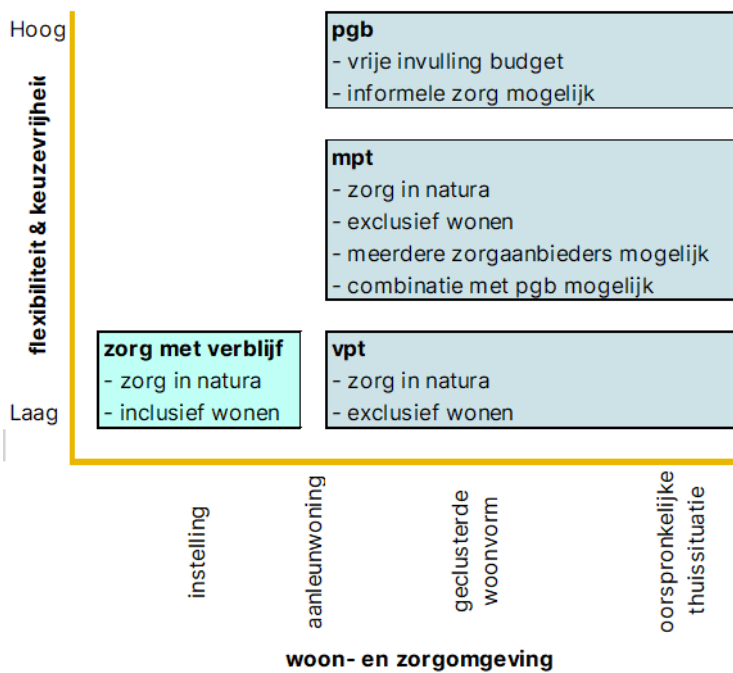 Hoog
flexibiliteit & keuzevrijheid
Laag
pgb
- vrije invulling budget
- informele zorg mogelijk
mpt
- zorg in natura
- exclusief wonen
- meerdere zorgaanbieders mogelijk
- combinatie met pgb mogelijk
zorg met verblijf
- zorg in natura
- inclusief wonen
vpt
- zorg in natura
- exclusief wonen
instelling
aanleunwoning
geclusterde
woonvorm
oorspronkelijke
thuissituatie
woon- en zorgomgeving